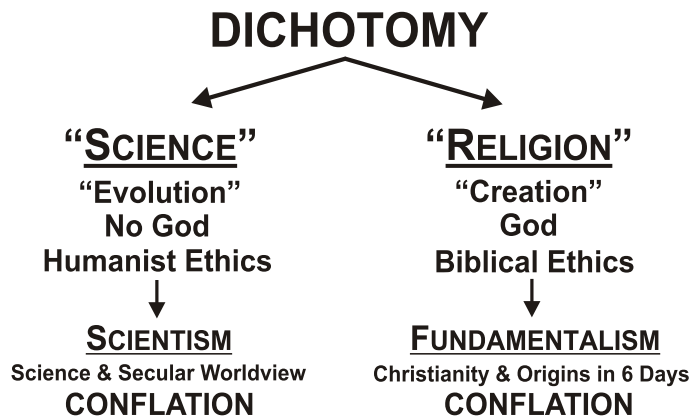 DICHOTOMY
“SCIENCE”
“Evolution”
No God
Humanist Ethics
SCIENTISM
Science & Secular Worldview
CONFLATION
“RELIGION”
“Creation”
God
Biblical Ethics
FUNDAMENTALISM
Christianity & Origins in 6 Days
CONFLATION